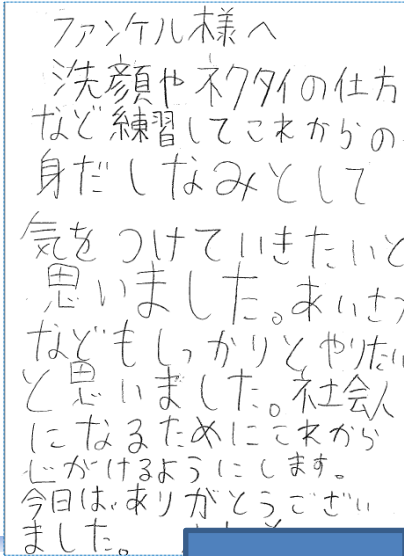 ファンケル様へ
洗顔やネクタイの仕方
など練習してこれからの
身だしなみとして
気をつけていきたいと
思いました。あいさつ
などもしっかりとやりたい
と思いました。社会人
になるためにこれから
心がけるようにします。
今日は、ありがとうござい
ました。